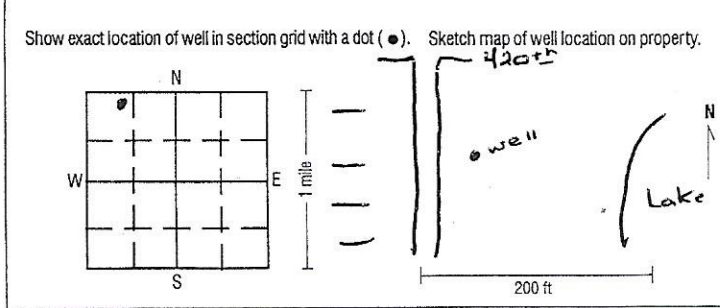 Show exact location of well in section grid with a dot ( ● ). Sketch map of well location on property.
420th
N
N
well
W
E
1 mile
Lake
S
200 ft